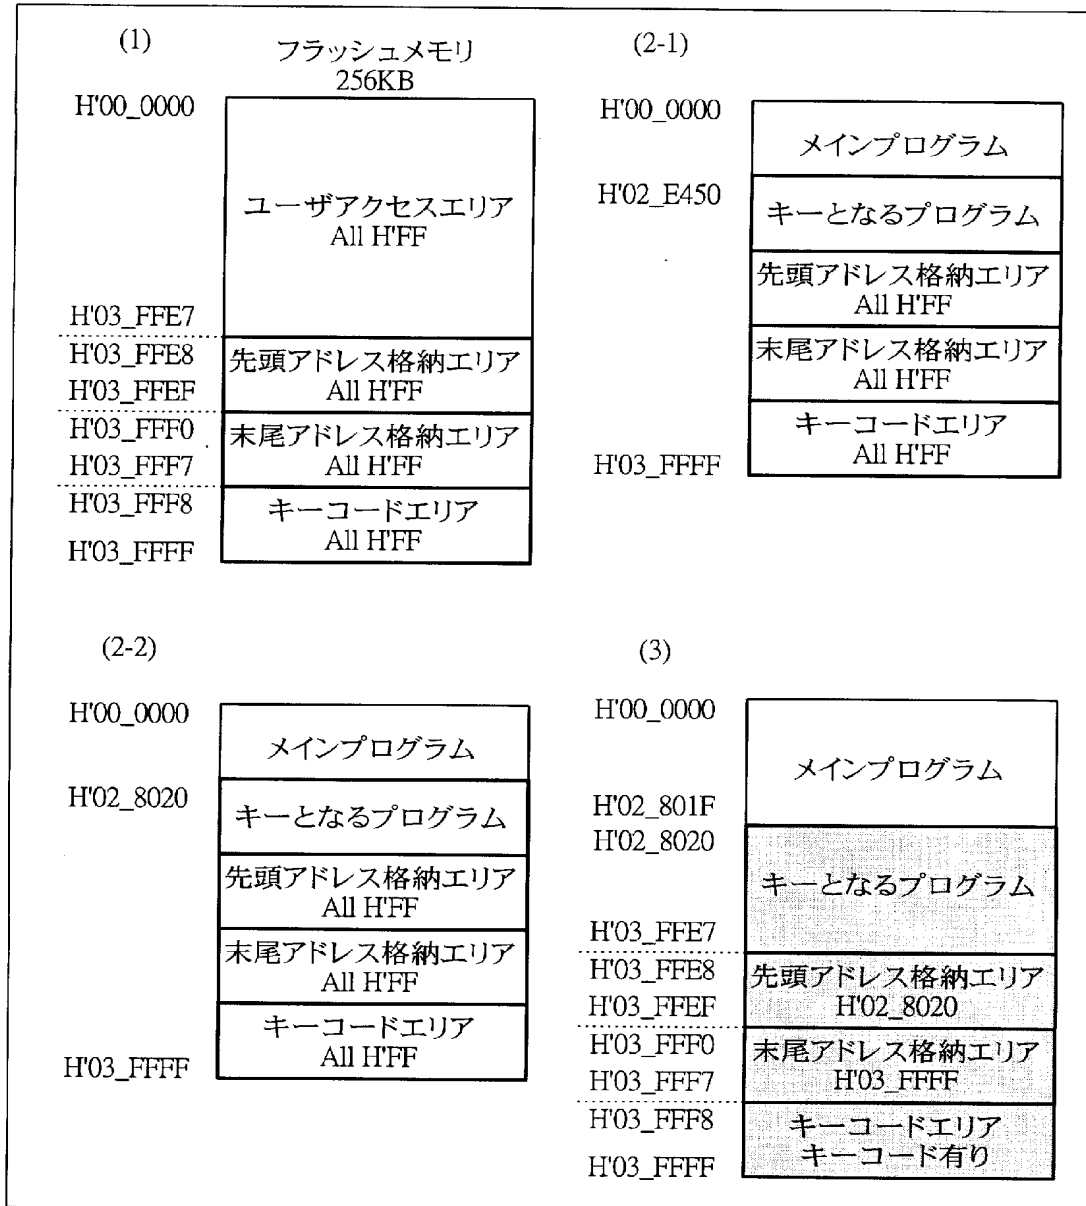 (1)
フラッシュメモリ
256KB
H'00_0000
ユーザアクセスエリア
All H'FF
H'03_FFE7
H'03_FFE8
先頭アドレス格納エリア
H'03_FFEF
All H'FF
H'03_FFF0
末尾アドレス格納エリア
H'03_FFF7
All H'FF
H'03_FFF8
キーコードエリア
All H'FF
H'03_FFFF
(2-1)
H'00_0000
メインプログラム
H'02_E450
キーとなるプログラム
先頭アドレス格納エリア
All H'FF
末尾アドレス格納エリア
All H'FF
キーコードエリア
All H'FF
H'03_FFFF
(2-2)
H'00_0000
メインプログラム
H'02_8020
キーとなるプログラム
先頭アドレス格納エリア
All H'FF
末尾アドレス格納エリア
All H'FF
キーコードエリア
All H'FF
H'03_FFFF
(3)
H'00_0000
メインプログラム
H'02_801F
H'02_8020
キーとなるプログラム
H'03_FFE7
H'03_FFE8
先頭アドレス格納エリア
H'03_FFEF
H'02_8020
H'03_FFF0
末尾アドレス格納エリア
H'03_FFF7
H'03_FFFF
H'03_FFF8
キーコードエリア
キーコード有り
H'03_FFFF